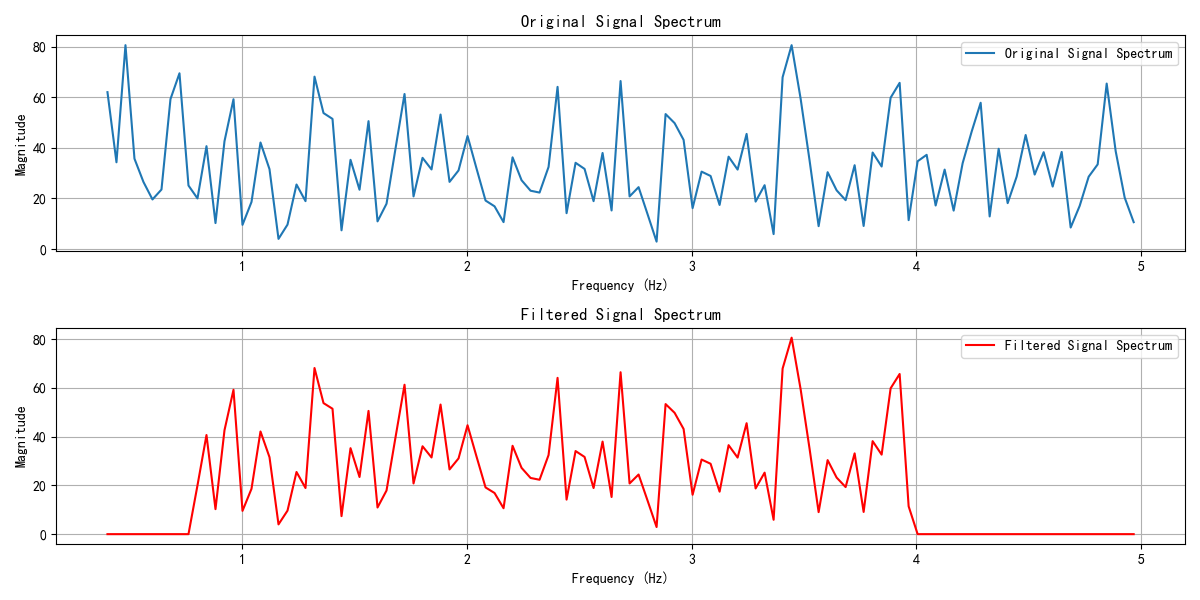 Original Signal Spectrum
Original Signal Spectrum
Magnitude
80
60
40
20
0
1 2 3 4 5
Frequency (Hz)
Filtered Signal Spectrum
Filtered Signal Spectrum
Magnitude
80
60
40
20
0
1 2 3 4 5
Frequency (Hz)